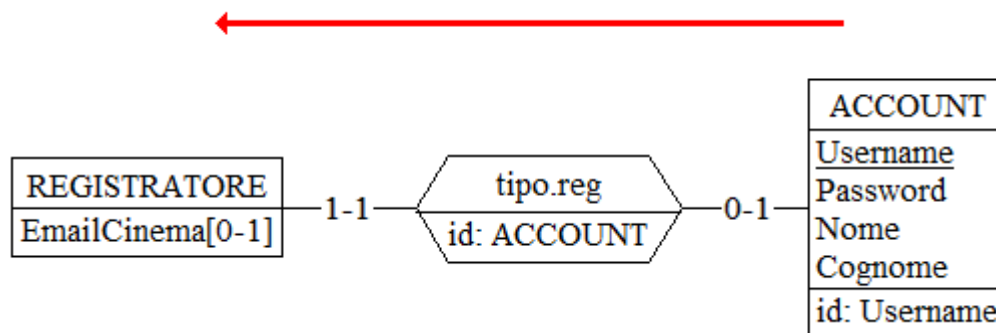 REGISTRATORE
EmailCinema[0-1]
1-1
tipo.reg
id: ACCOUNT
0-1
ACCOUNT
Username
Password
Nome
Cognome
id: Username